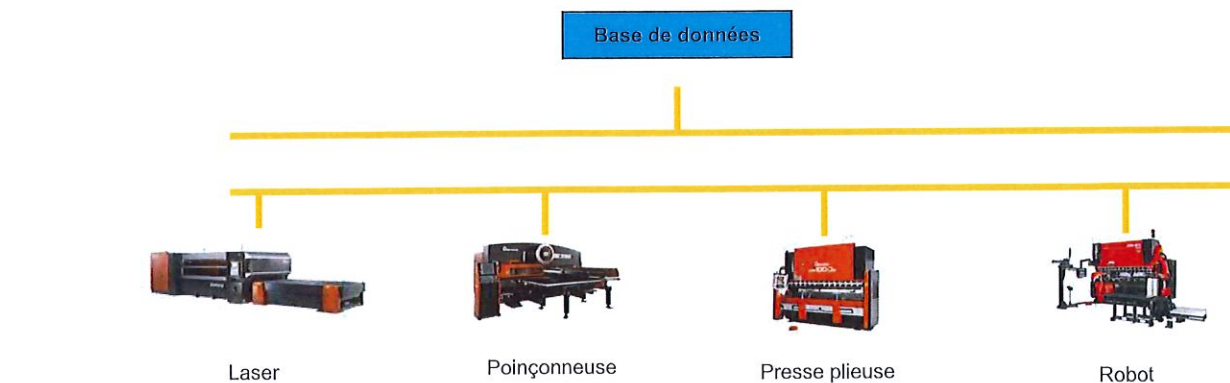 Base de données
Laser
Poinçonneuse
Presse plieuse
Robot